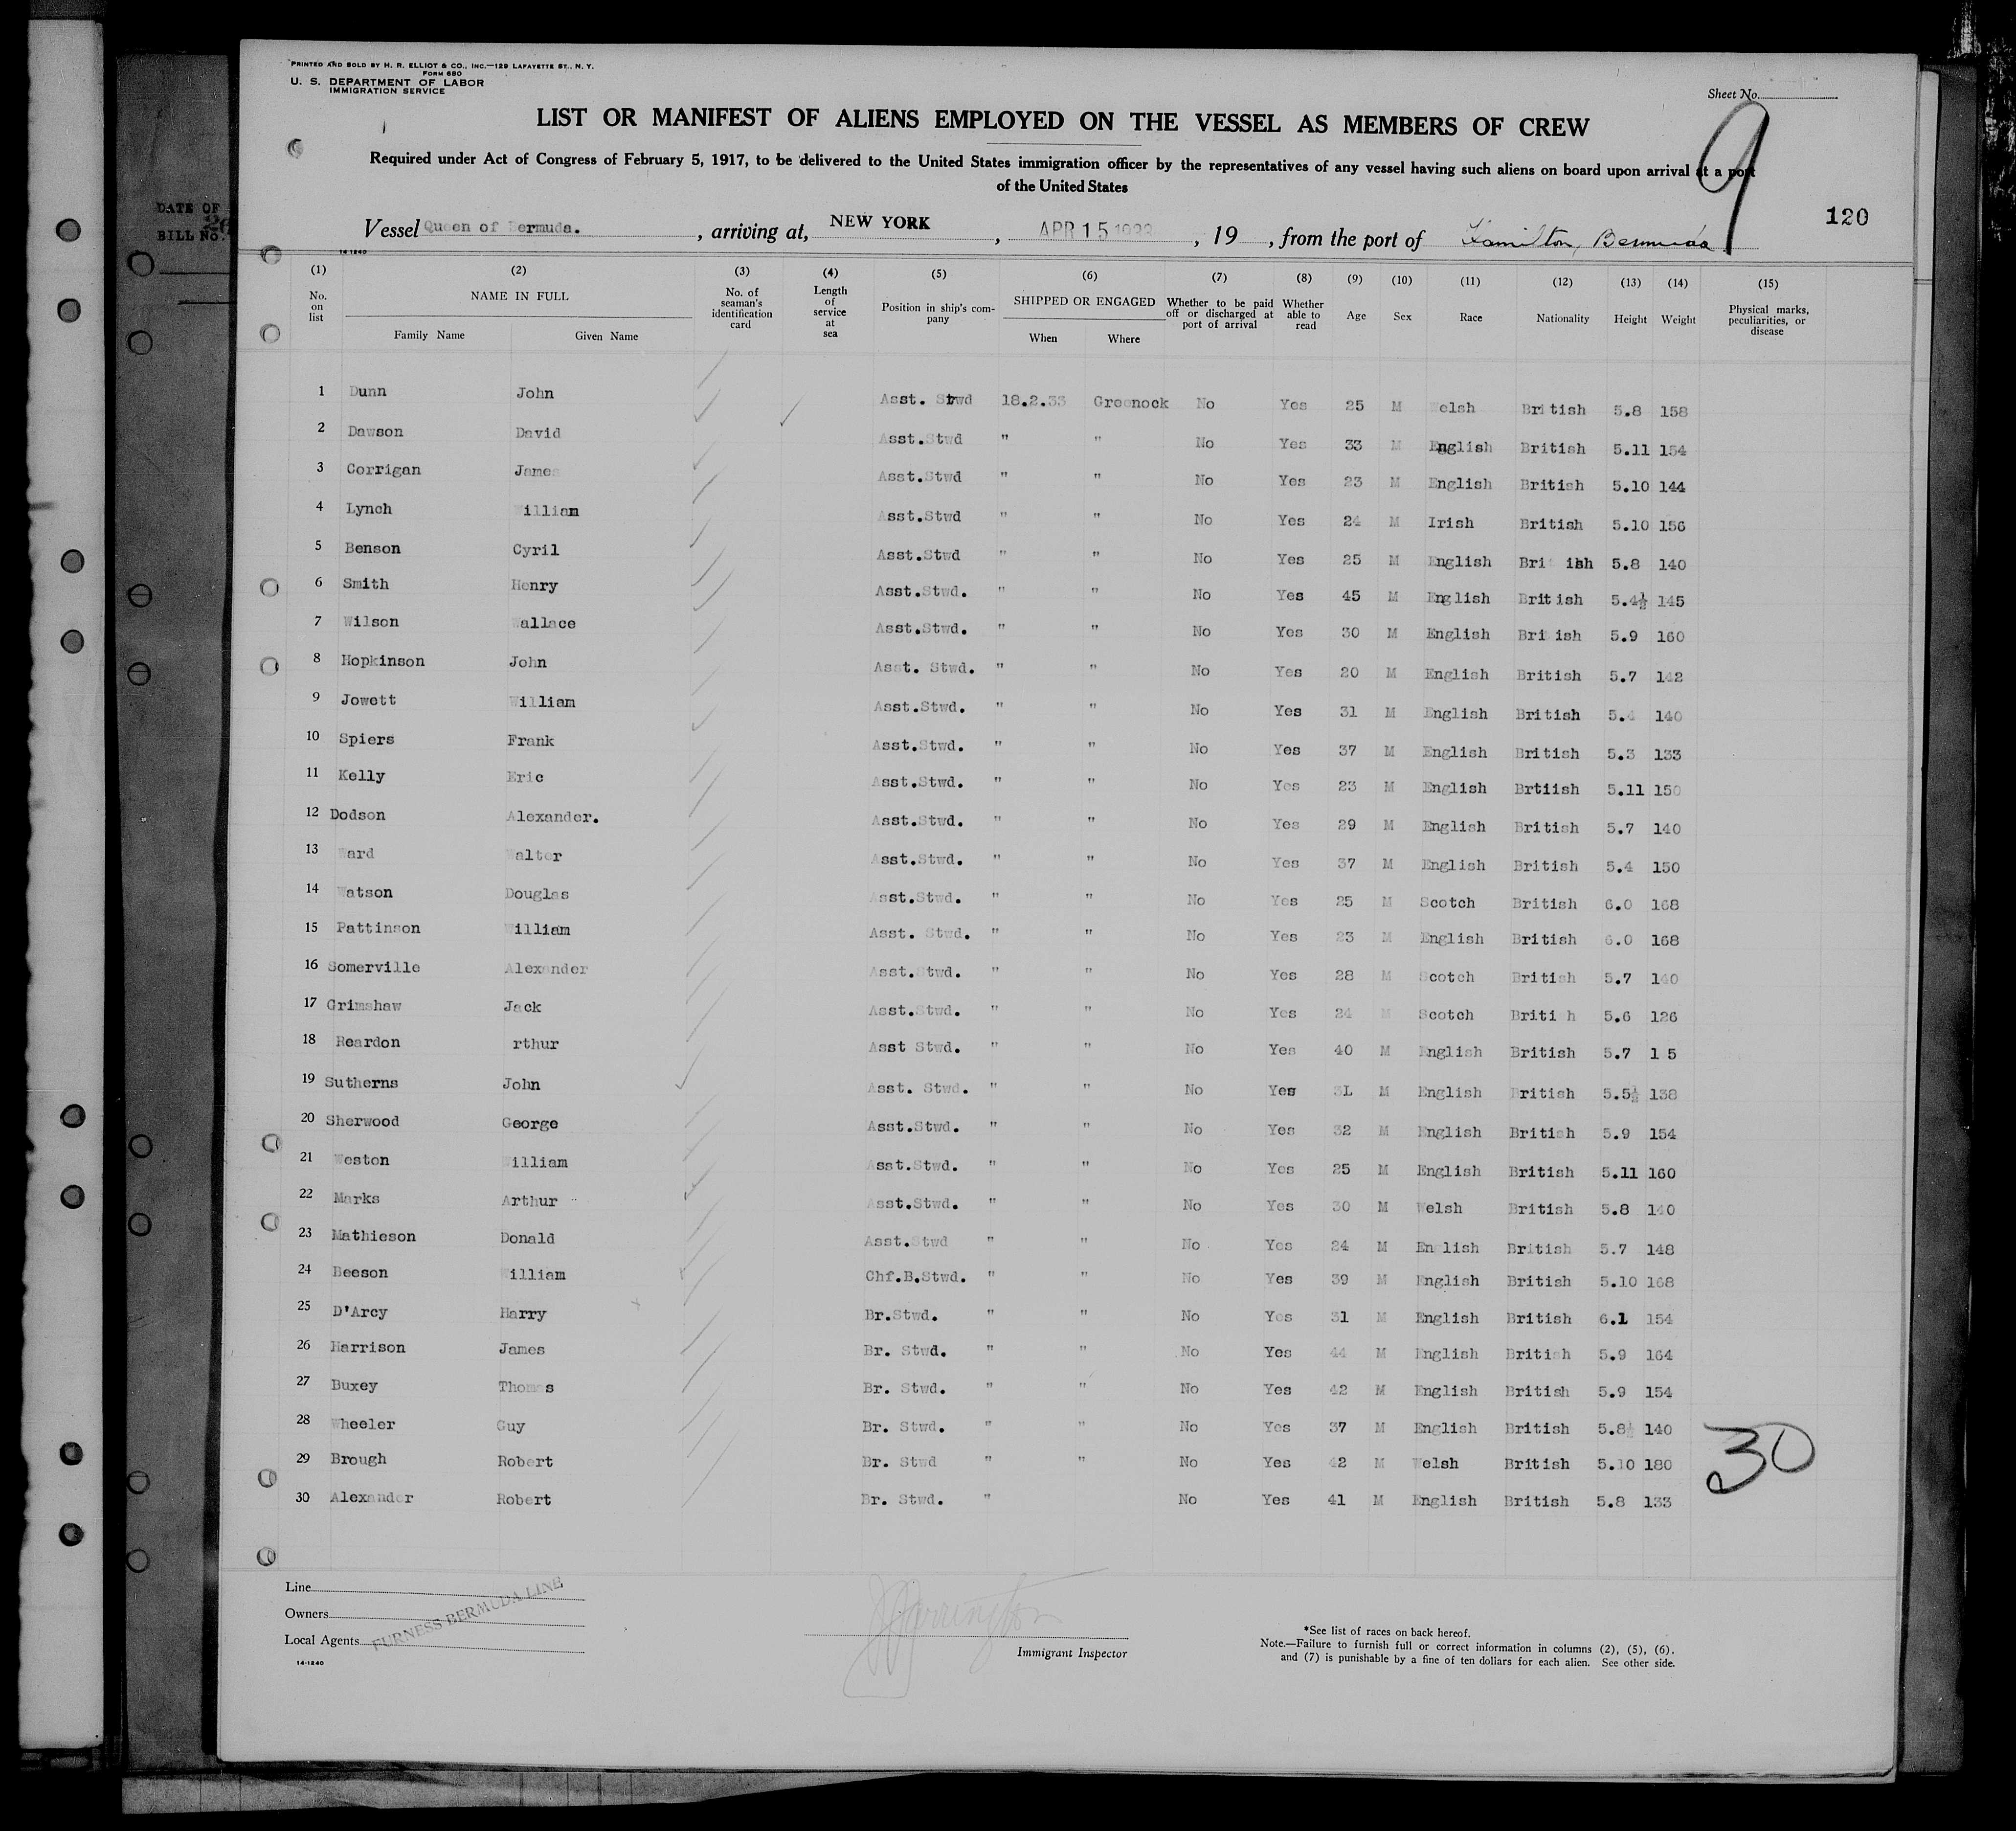 PRINTED AND SOLD BY H. R. ELLIOT & CO., INC.—129 LAFAYETTE ST., N. Y.
FORM 680
U. S. DEPARTMENT OF LABOR
IMMIGRATION SERVICE
Sheet No.
9
LIST OR MANIFEST OF ALIENS EMPLOYED ON THE VESSEL AS MEMBERS OF CREW
Required under Act of Congress of February 5, 1917, to be delivered to the United States immigration officer by the representatives of any vessel having such aliens on board upon arrival at a port
of the United States
DATE OF
BILL No.
120
Vessel Queen of Bermuda. , arriving at, NEW YORK , APR 15 1933 , 19 , from the port of Hamilton, Bermuda
14-1240
(1) (2) (3) (4) (5) (6) (7) (8) (9) (10) (11) (12) (13) (14) (15)
No. on list NAME IN FULL Family Name Given Name No. of seaman's identification card Length of service at sea Position in ship's company SHIPPED OR ENGAGED When Where Whether to be paid off or discharged at port of arrival Whether able to read Age Sex Race Nationality Height Weight Physical marks, peculiarities, or disease
1 Dunn John Asst. Stwd 18.2.33 Greenock No Yes 25 M Welsh British 5.8 158
2 Dawson David Asst.Stwd " " No Yes 33 M English British 5.11 154
3 Corrigan James Asst.Stwd " " No Yes 23 M English British 5.10 144
4 Lynch William Asst.Stwd " " No Yes 24 M Irish British 5.10 156
5 Benson Cyril Asst.Stwd " " No Yes 25 M English Bri ish 5.8 140
6 Smith Henry Asst.Stwd. " " No Yes 45 M English British 5.4½ 145
7 Wilson Wallace Asst.Stwd. " " No Yes 30 M English Bri ish 5.9 160
8 Hopkinson John Asst. Stwd. " " No Yes 20 M English British 5.7 142
9 Jowett William Asst.Stwd. " " No Yes 31 M English British 5.4 140
10 Spiers Frank Asst.Stwd. " " No Yes 37 M English British 5.3 133
11 Kelly Eric Asst.Stwd. " " No Yes 23 M English Brtiish 5.11 150
12 Dodson Alexander. Asst.Stwd. " " No Yes 29 M English British 5.7 140
13 Ward Walter Asst.Stwd. " " No Yes 37 M English British 5.4 150
14 Watson Douglas Asst.Stwd. " " No Yes 25 M Scotch British 6.0 168
15 Pattinson William Asst. Stwd. " " No Yes 23 M English British 6.0 168
16 Somerville Alexander Asst.Stwd. " " No Yes 28 M Scotch British 5.7 140
17 Grimshaw Jack Asst.Stwd. " " No Yes 24 M Scotch Briti h 5.6 126
18 Reardon rthur Asst Stwd. " " No Yes 40 M English British 5.7 1 5
19 Sutherns John Asst. Stwd. " " No Yes 3L M English British 5.5½ 138
20 Sherwood George Asst.Stwd. " " No Yes 32 M English British 5.9 154
21 Weston William Asst.Stwd. " " No Yes 25 M English British 5.11 160
22 Marks Arthur Asst.Stwd. " " No Yes 30 M Welsh British 5.8 140
23 Mathieson Donald Asst.Stwd " " No Yes 24 M En lish British 5.7 148
24 Beeson William Chf.B.Stwd. " " No Yes 39 M English British 5.10 168
25 D'Arcy Harry Br.Stwd. " " No Yes 31 M English British 6.1 154
26 Harrison James Br. Stwd. " " No Yes 44 M English British 5.9 164
27 Buxey Thomas Br. Stwd. " " No Yes 42 M English British 5.9 154
28 Wheeler Guy Br. Stwd. " " No Yes 37 M English British 5.8½ 140
29 Brough Robert Br. Stwd " " No Yes 42 M Welsh British 5.10 180
30 Alexander Robert Br. Stwd. " No Yes 41 M English British 5.8 133
30
Line
Owners
Local Agents
FURNESS BERMUDA LINE
14-1240
Immigrant Inspector
*See list of races on back hereof.
Note.—Failure to furnish full or correct information in columns (2), (5), (6),
and (7) is punishable by a fine of ten dollars for each alien. See other side.